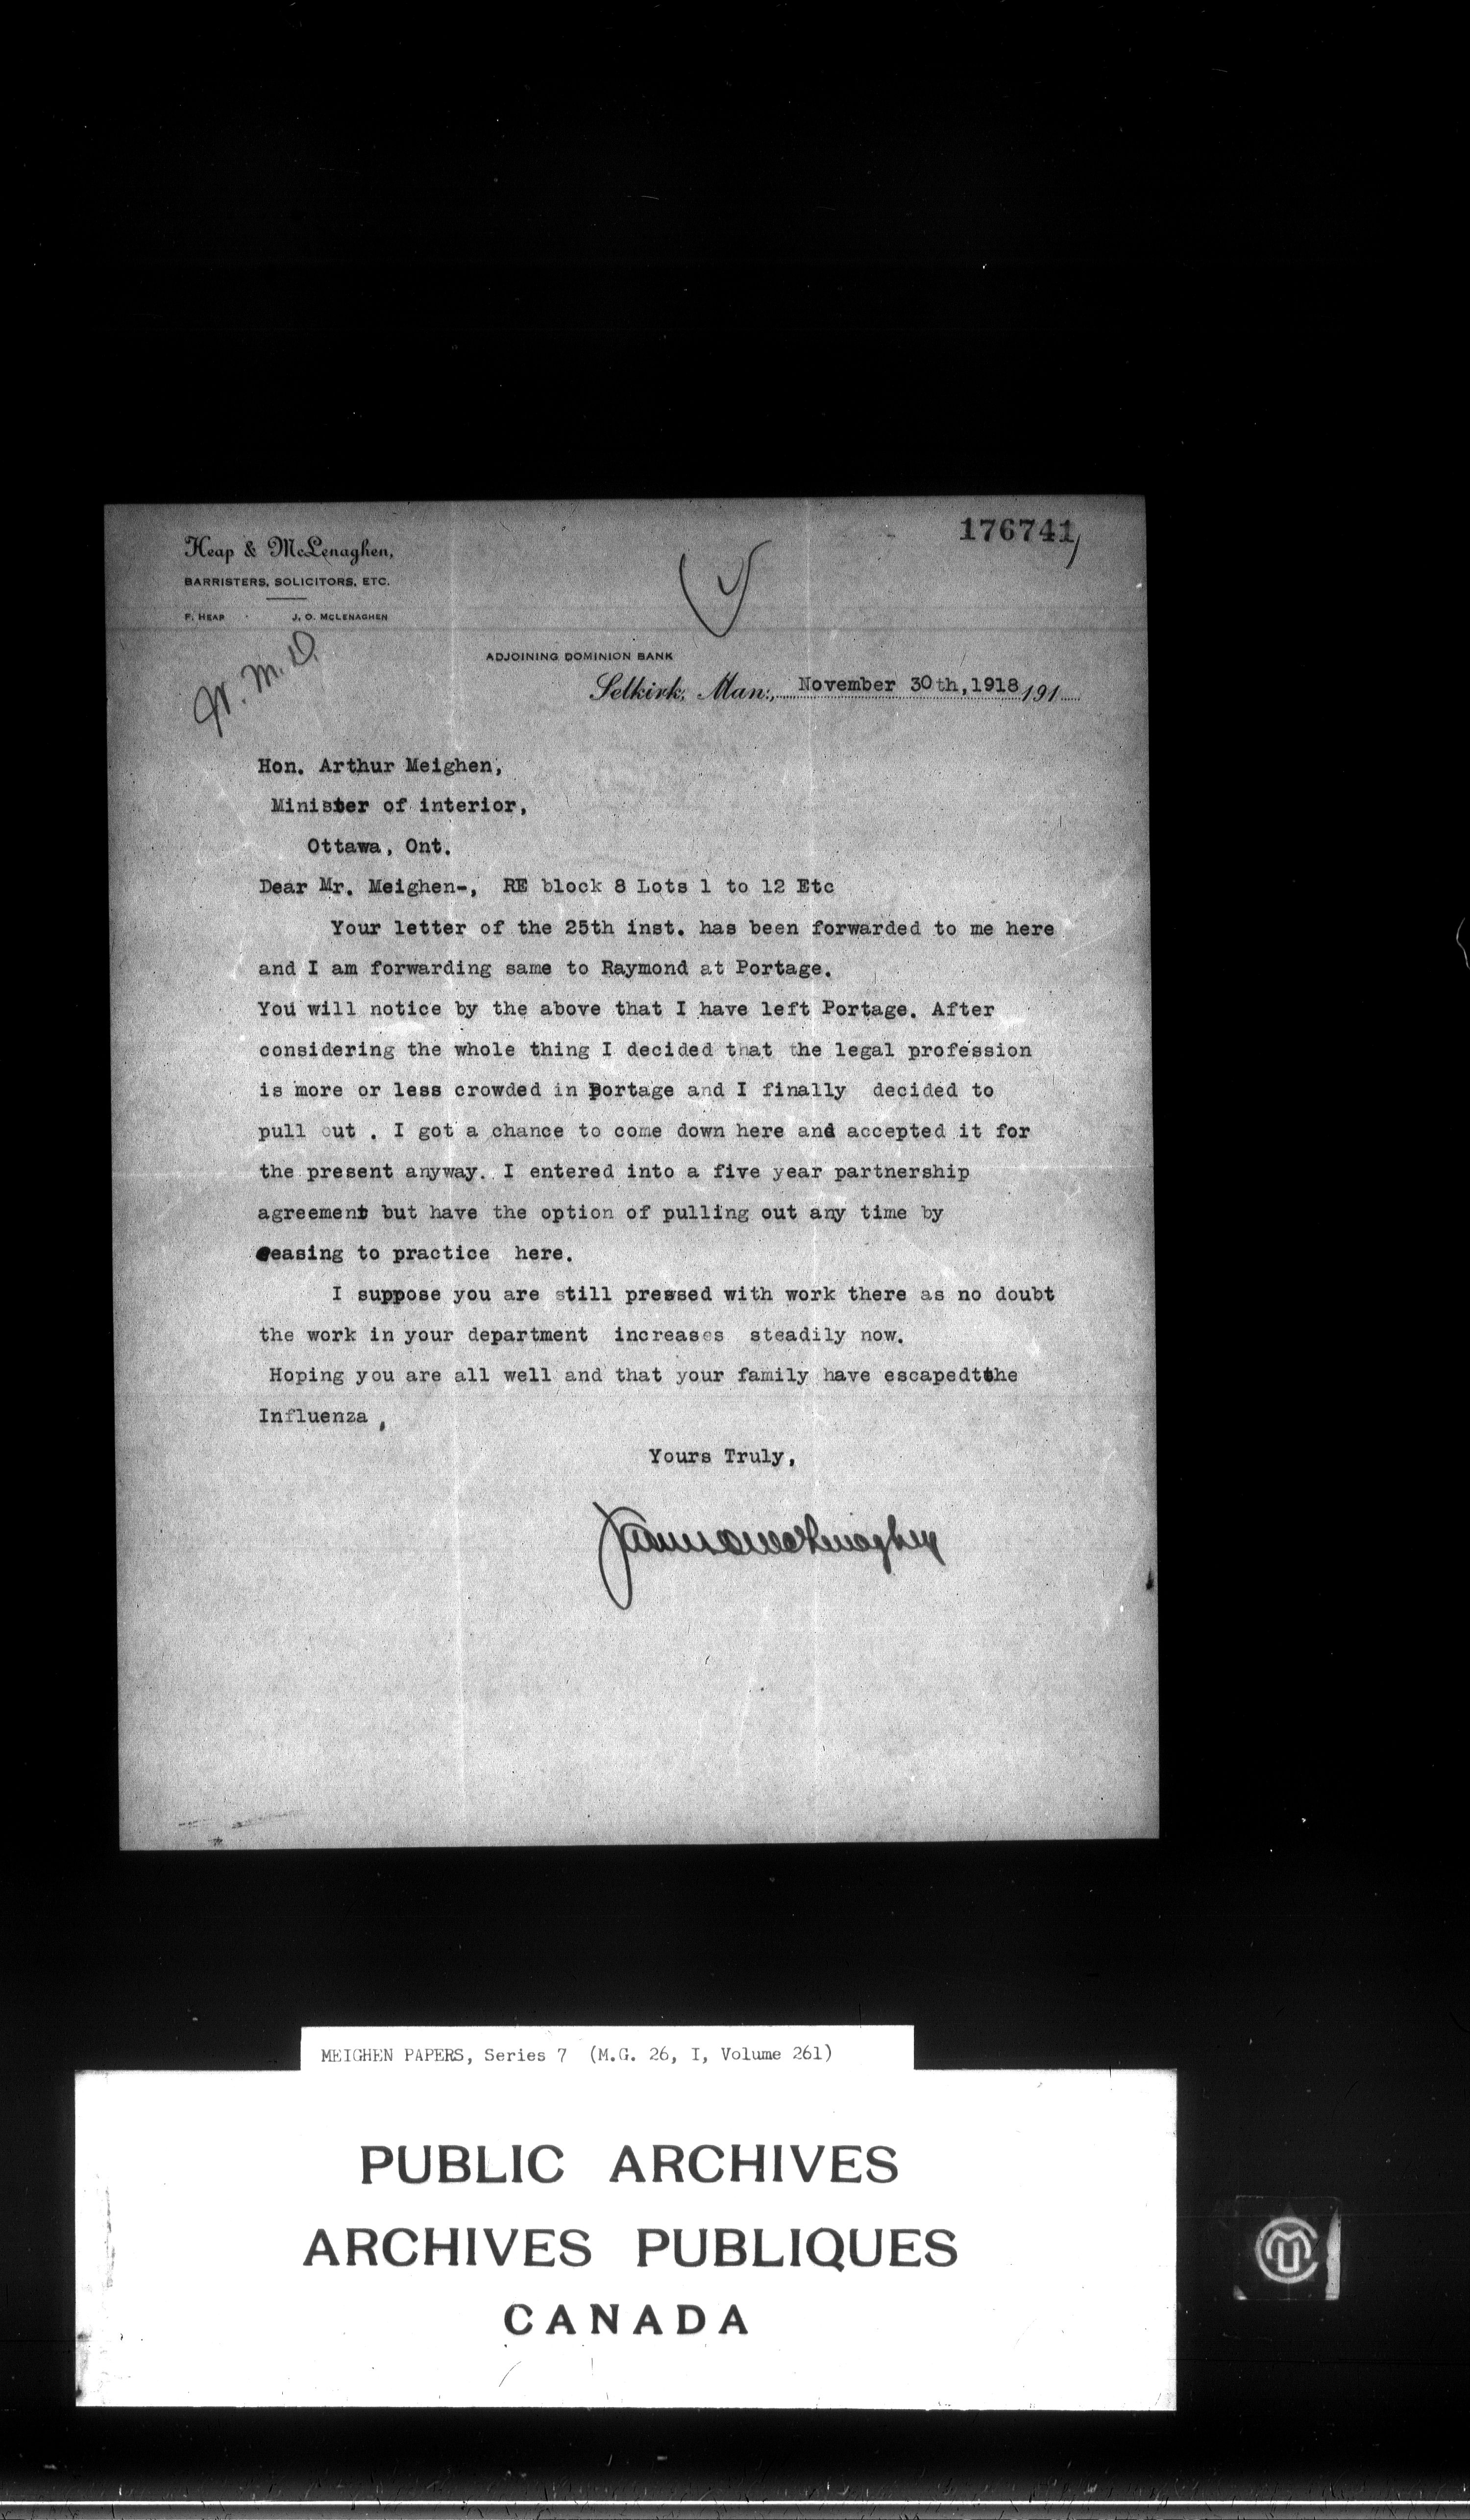 176741
Heap & McLenaghen,
BARRISTERS, SOLICITORS, ETC.
F. HEAP J. O. MCLENAGHEN
ADJOINING DOMINION BANK
Selkirk, Man., November 30th, 1918 191
Hon. Arthur Meighen,
Minister of interior,
Ottawa, Ont.
Dear Mr. Meighen-, RE block 8 Lots 1 to 12 Etc
Your letter of the 25th inst. has been forwarded to me here
and I am forwarding same to Raymond at Portage.
You will notice by the above that I have left Portage. After
considering the whole thing I decided that the legal profession
is more or less crowded in Portage and I finally decided to
pull out . I got a chance to come down here and accepted it for
the present anyway. I entered into a five year partnership
agreement but have the option of pulling out any time by
ceasing to practice here.
I suppose you are still pressed with work there as no doubt
the work in your department increases steadily now.
Hoping you are all well and that your family have escapedtthe
Influenza ,
Yours Truly,
MEIGHEN PAPERS, Series 7 (M.G. 26, I, Volume 261)
PUBLIC ARCHIVES
ARCHIVES PUBLIQUES
CANADA